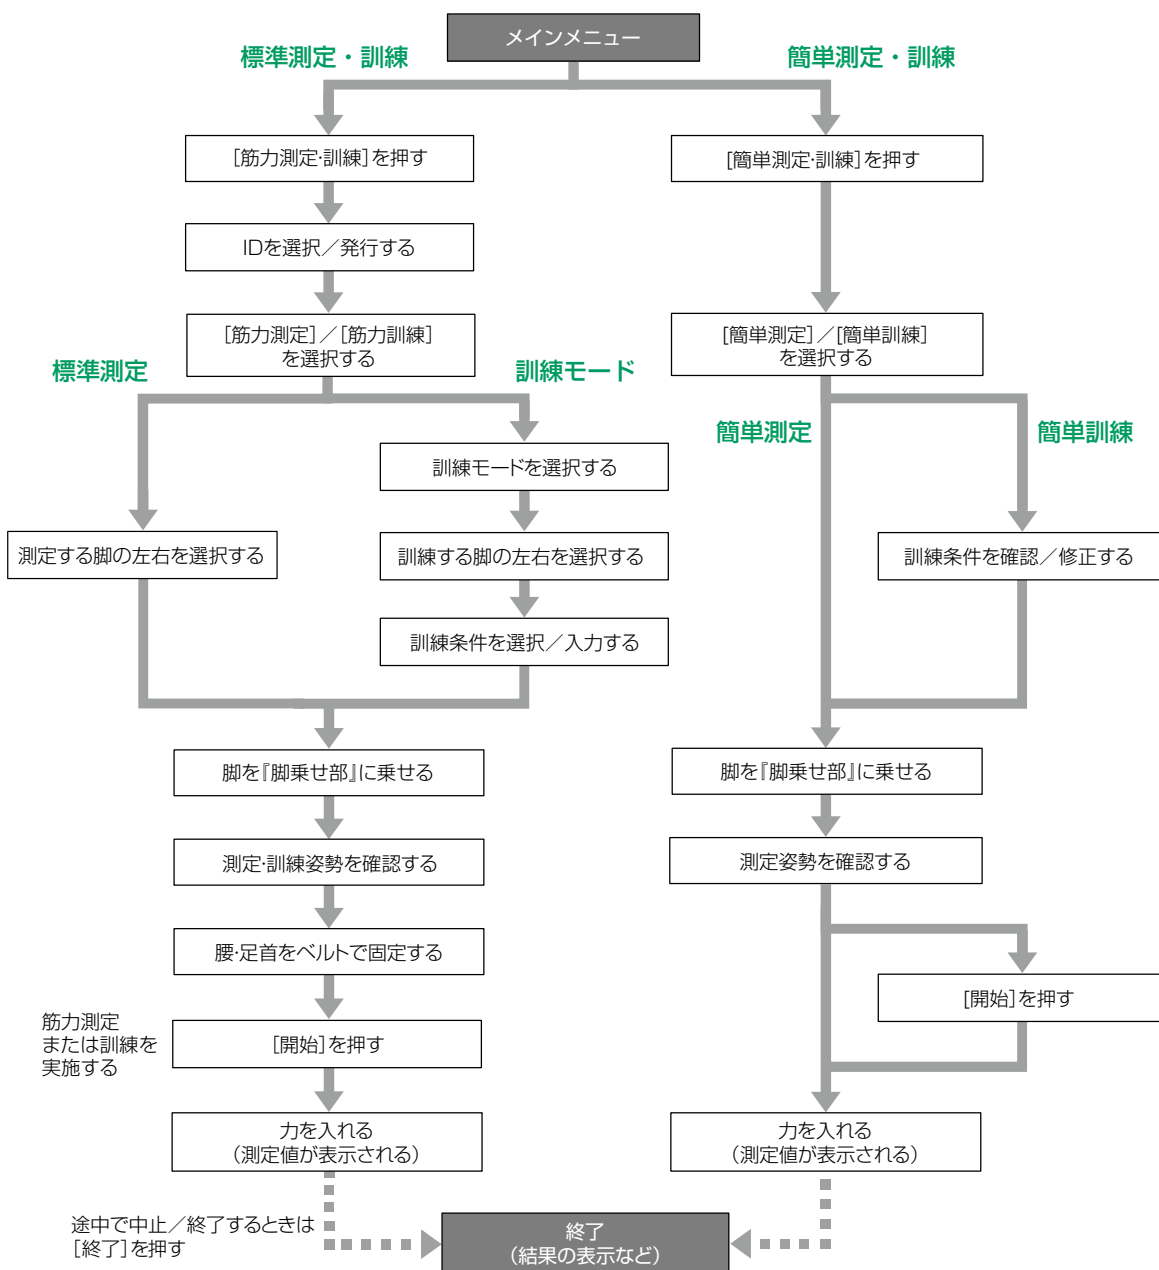 メインメニュー
標準測定・訓練
簡単測定・訓練
[筋力測定・訓練]を押す
[簡単測定・訓練]を押す
IDを選択／発行する
[筋力測定]／[筋力訓練]
を選択する
[簡単測定]／[簡単訓練]
を選択する
標準測定
訓練モード
簡単測定
簡単訓練
訓練モードを選択する
測定する脚の左右を選択する
訓練する脚の左右を選択する
訓練条件を確認／修正する
訓練条件を選択／入力する
脚を『脚乗せ部』に乗せる
脚を『脚乗せ部』に乗せる
測定・訓練姿勢を確認する
測定姿勢を確認する
腰・足首をベルトで固定する
[開始]を押す
筋力測定
または訓練を
実施する
[開始]を押す
力を入れる
（測定値が表示される）
力を入れる
（測定値が表示される）
途中で中止／終了するときは
[終了]を押す
終了
（結果の表示など）